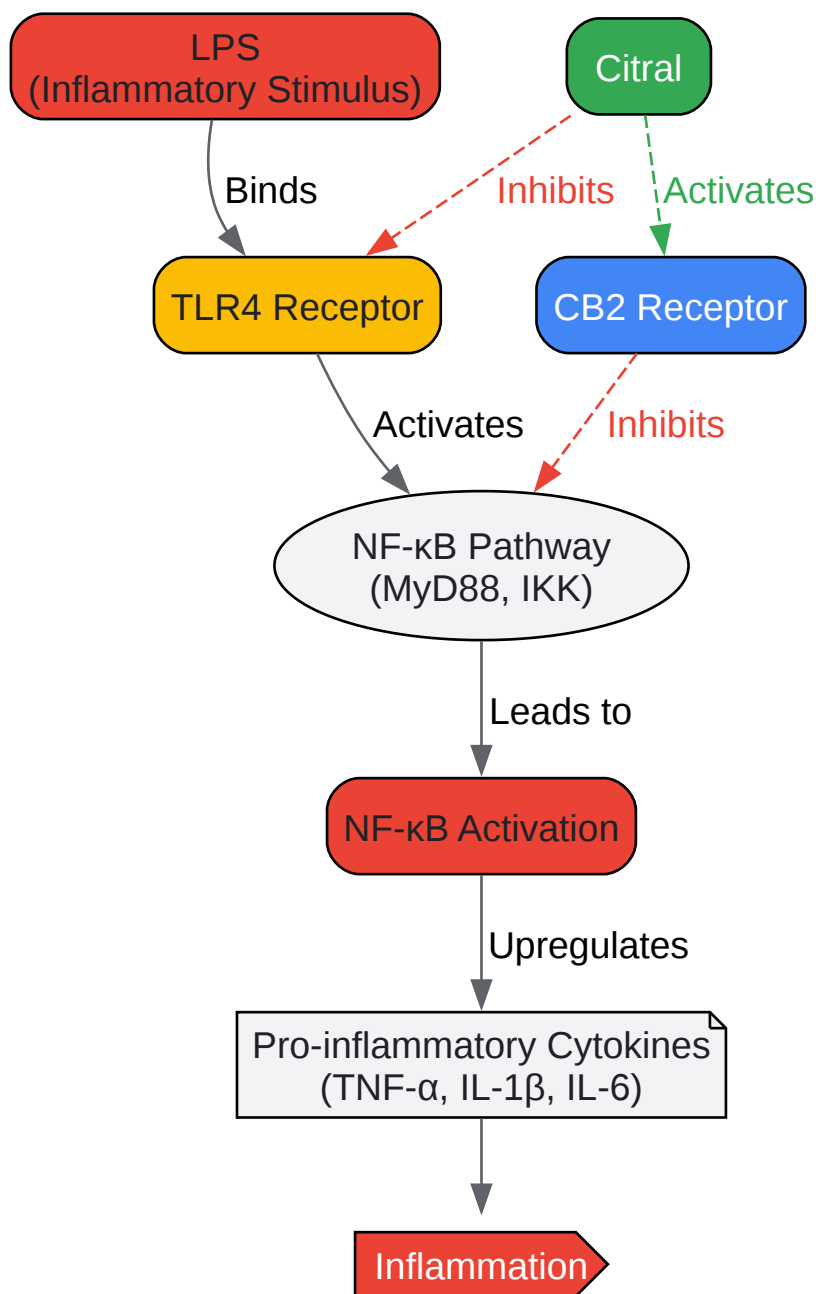 LPS
(Inflammatory Stimulus)
Citral
Binds
Inhibits
Activates
TLR4 Receptor
CB2 Receptor
Activates
Inhibits
NF-κB Pathway
(MyD88, IKK)
Leads to
NF-κB Activation
Upregulates
Pro-inflammatory Cytokines
(TNF-α, IL-1β, IL-6)
Inflammation